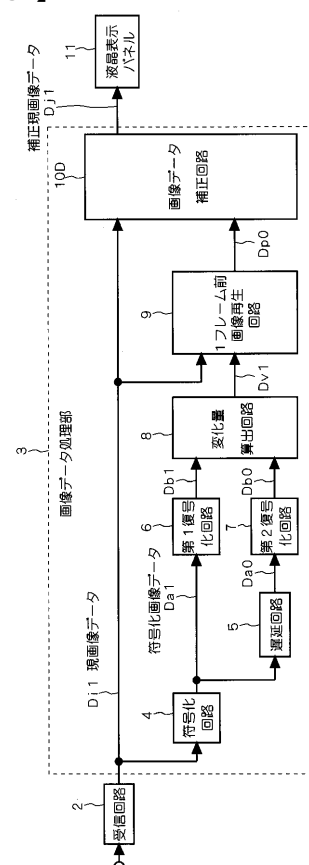 3
画像データ処理部
2
受信回路
Di1 現画像データ
4
符号化
回路
符号化画像データ
Da1
5
遅延回路
Da0
6
第1復号
化回路
7
第2復号
化回路
Db1
Db0
8
変化量
算出回路
Dv1
9
1フレーム前
画像再生
回路
Dp0
10D
画像データ
補正回路
補正現画像データ
Dj1
11
液晶表示
パネル